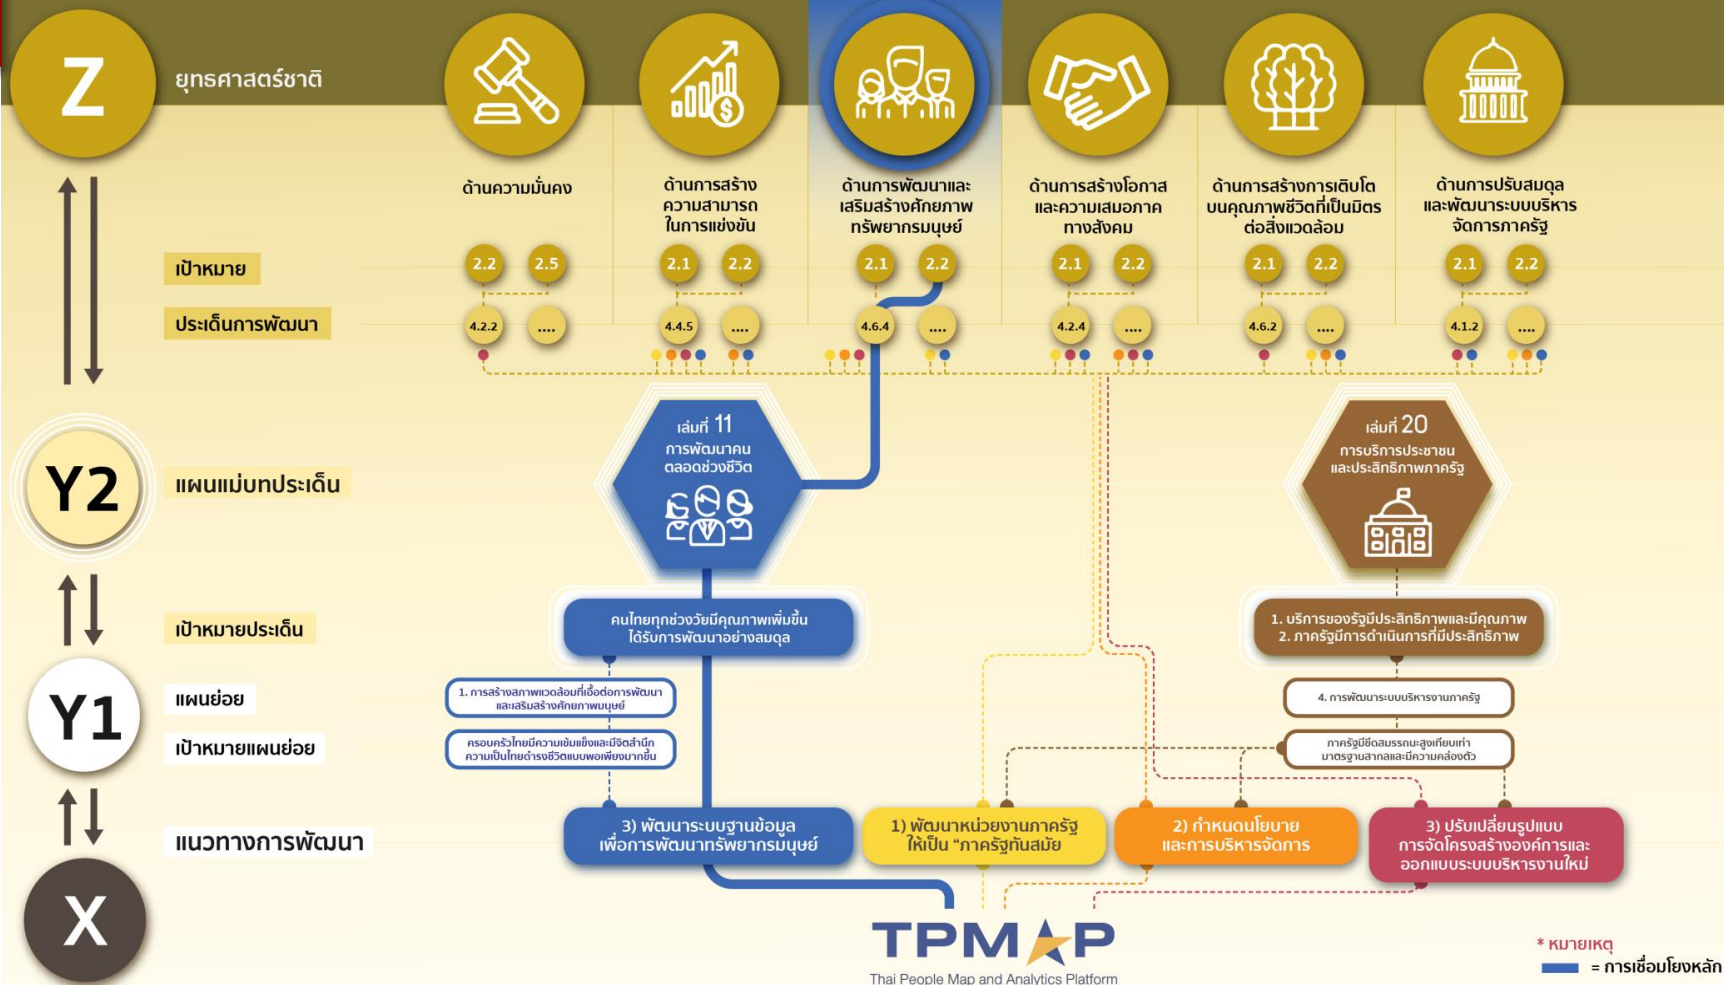 Z
ยุทธศาสตร์ชาติ
ด้านความมั่นคง
ด้านการสร้าง
ความสามารถ
ในการแข่งขัน
ด้านการพัฒนาและ
เสริมสร้างศักยภาพ
ทรัพยากรมนุษย์
ด้านการสร้างโอกาส
และความเสมอภาค
ทางสังคม
ด้านการสร้างการเติบโต
บนคุณภาพชีวิตที่เป็นมิตร
ต่อสิ่งแวดล้อม
ด้านการปรับสมดุล
และพัฒนาระบบบริหาร
จัดการภาครัฐ
เป้าหมาย
2.2 2.5 2.1 2.2 2.1 2.2 2.1 2.2 2.1 2.2 2.1 2.2
ประเด็นการพัฒนา
4.2.2 .... 4.4.5 .... 4.6.4 .... 4.2.4 .... 4.6.2 .... 4.1.2 ....
Y2
แผนแม่บทประเด็น
เล่มที่ 11
การพัฒนาคน
ตลอดช่วงชีวิต
เล่มที่ 20
การบริการประชาชน
และประสิทธิภาพภาครัฐ
เป้าหมายประเด็น
คนไทยทุกช่วงวัยมีคุณภาพเพิ่มขึ้น
ได้รับการพัฒนาอย่างสมดุล
1. บริการของรัฐมีประสิทธิภาพและมีคุณภาพ
2. ภาครัฐมีการดำเนินการที่มีประสิทธิภาพ
Y1
แผนย่อย
1. การสร้างสภาพแวดล้อมที่เอื้อต่อการพัฒนา
และเสริมสร้างศักยภาพมนุษย์
4. การพัฒนาระบบบริหารงานภาครัฐ
เป้าหมายแผนย่อย
ครอบครัวไทยมีความเข้มแข็งและมีจิตสำนึก
ความเป็นไทยดำรงชีวิตแบบพอเพียงมากขึ้น
ภาครัฐมีขีดสมรรถนะสูงเทียบเท่า
มาตรฐานสากลและมีความคล่องตัว
แนวทางการพัฒนา
3) พัฒนาระบบฐานข้อมูล
เพื่อการพัฒนาทรัพยากรมนุษย์
1) พัฒนาหน่วยงานภาครัฐ
ให้เป็น “ภาครัฐทันสมัย
2) กำหนดนโยบาย
และการบริหารจัดการ
3) ปรับเปลี่ยนรูปแบบ
การจัดโครงสร้างองค์การและ
ออกแบบระบบบริหารงานใหม่
X
TPMAP
Thai People Map and Analytics Platform
* หมายเหตุ
= การเชื่อมโยงหลัก